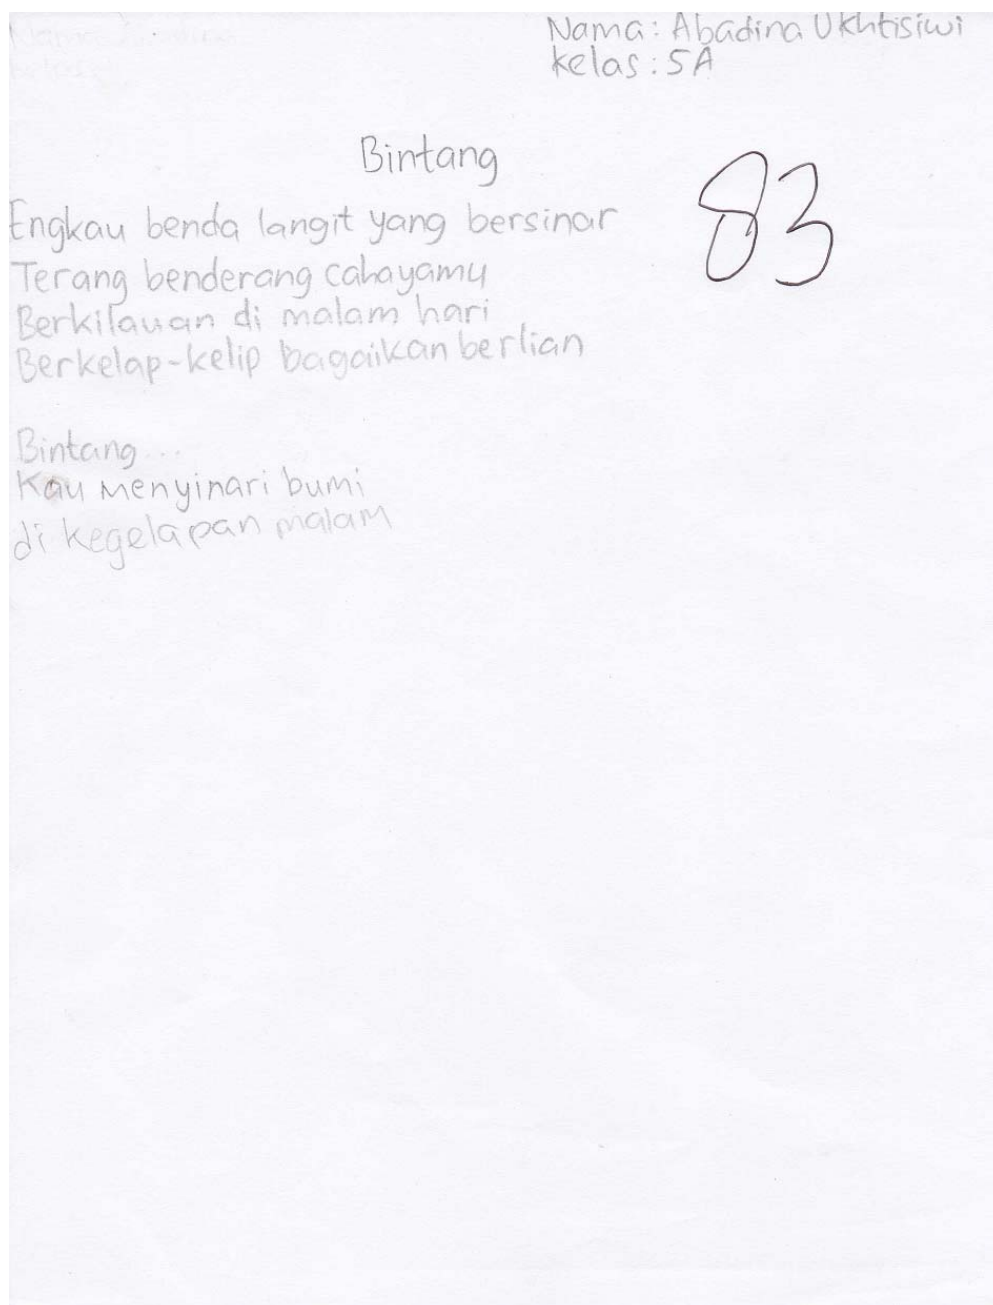 Nama: Abadina Ukhtisiwi
kelas: 5A
Bintang
83
Engkau benda langit yang bersinar
Terang benderang cahayamu
Berkilauan di malam hari
Berkelap-kelip bagaikan berlian
Bintang...
Kau menyinari bumi
di kegelapan malam